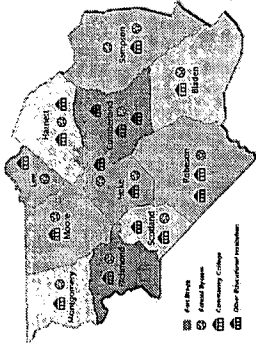 Montgomery
Moore
Lee
Harnett
Richmond
Hoke
Cumberland
Sampson
Scotland
Robeson
Bladen
Fort Bragg
School System
Community College
Other Educational Institution